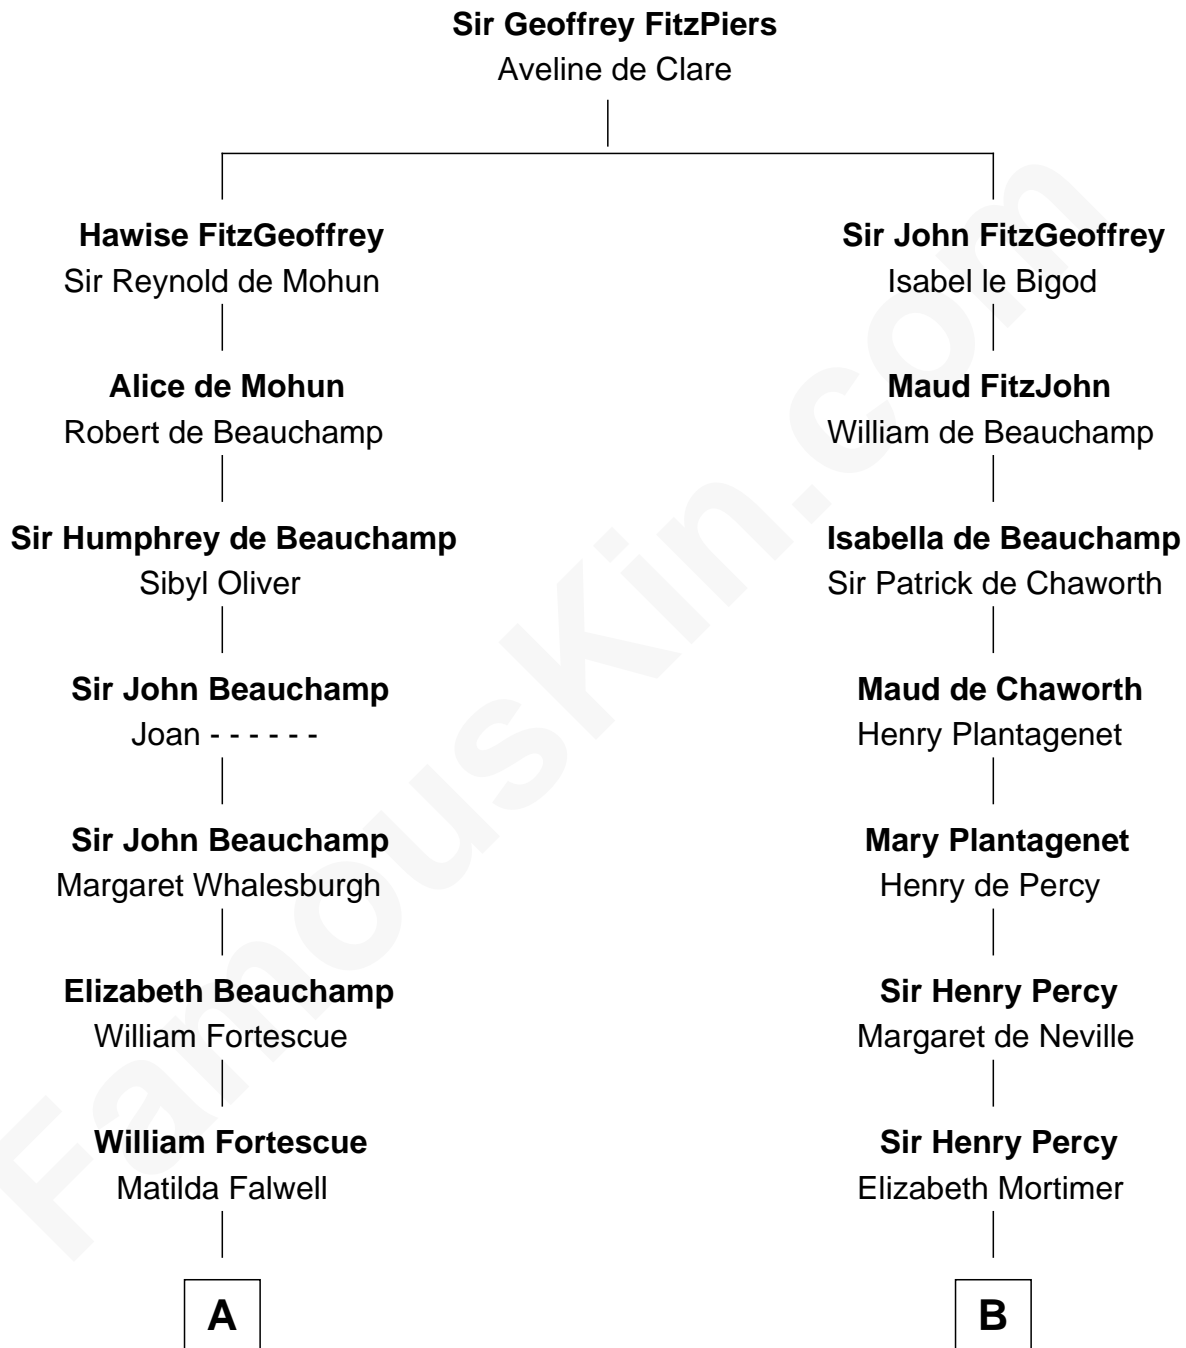 Sir Geoffrey FitzPiers
Aveline de Clare
Hawise FitzGeoffrey
Sir Reynold de Mohun
Alice de Mohun
Robert de Beauchamp
Sir Humphrey de Beauchamp
Sibyl Oliver
Sir John Beauchamp
Joan - - - - - -
Sir John Beauchamp
Margaret Whalesburgh
Elizabeth Beauchamp
William Fortescue
William Fortescue
Matilda Falwell
A
Sir John FitzGeoffrey
Isabel le Bigod
Maud FitzJohn
William de Beauchamp
Isabella de Beauchamp
Sir Patrick de Chaworth
Maud de Chaworth
Henry Plantagenet
Mary Plantagenet
Henry de Percy
Sir Henry Percy
Margaret de Neville
Sir Henry Percy
Elizabeth Mortimer
B
FamousKin.com